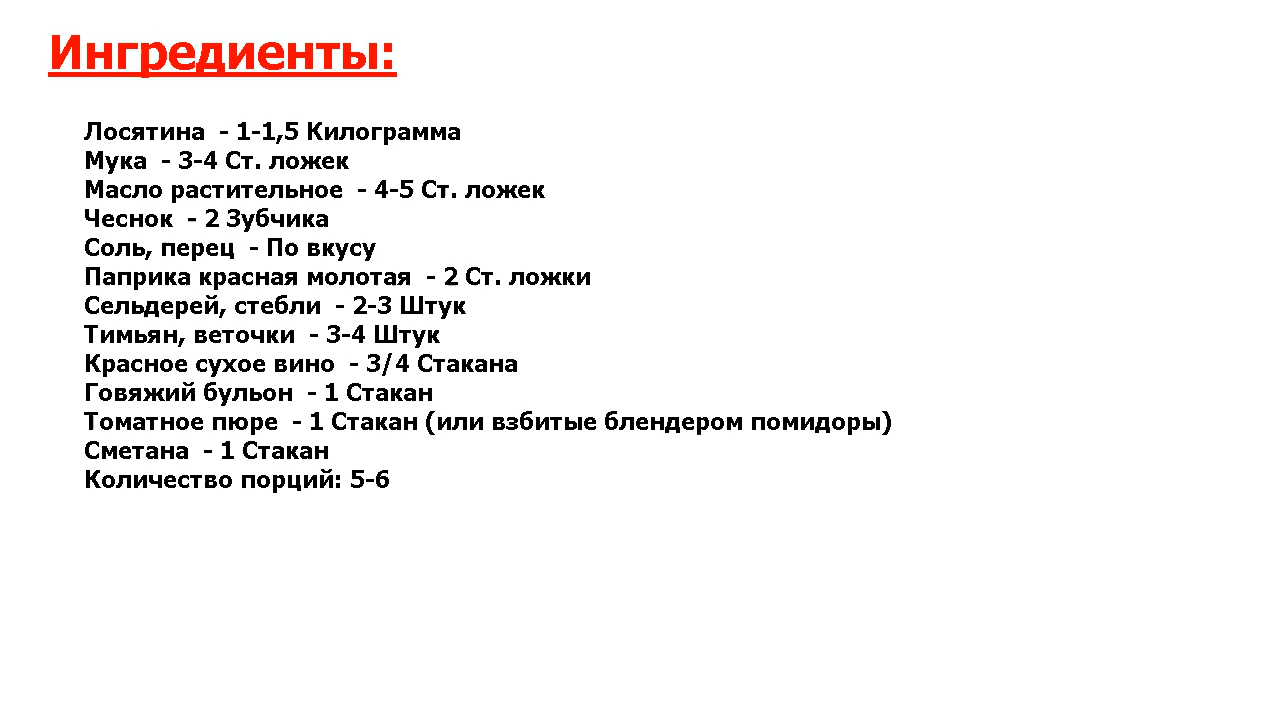 Ингредиенты:
Лосятина  - 1-1,5 Килограмма
Мука  - 3-4 Ст. ложек
Масло растительное  - 4-5 Ст. ложек
Чеснок  - 2 Зубчика
Соль, перец  - По вкусу
Паприка красная молотая  - 2 Ст. ложки
Сельдерей, стебли  - 2-3 Штук
Тимьян, веточки  - 3-4 Штук
Красное сухое вино  - 3/4 Стакана
Говяжий бульон  - 1 Стакан
Томатное пюре  - 1 Стакан (или взбитые блендером помидоры)
Сметана  - 1 Стакан
Количество порций: 5-6